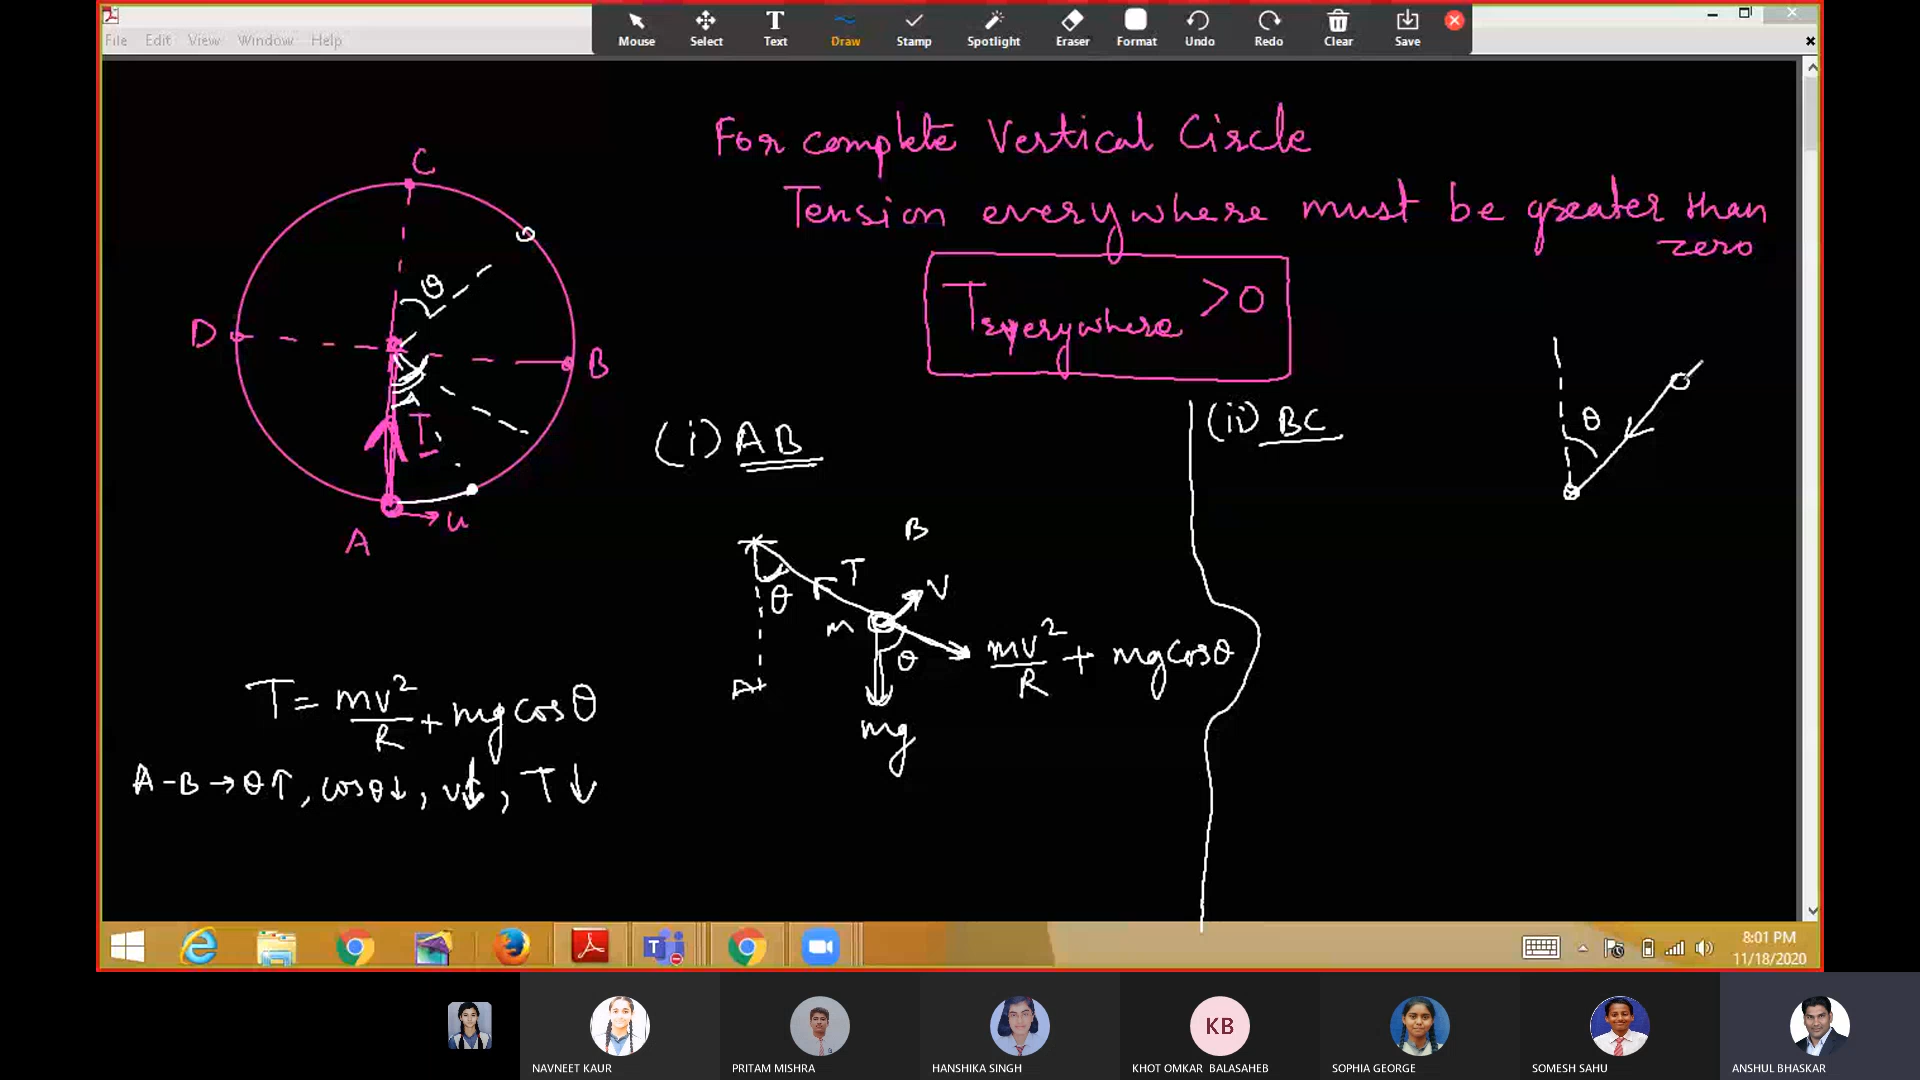 File Edit View Window Help
Mouse Select Text Draw Stamp Spotlight Eraser Format Undo Redo Clear Save
For complete Vertical Circle
Tension everywhere must be greater than
zero
T everywhere > 0
C
θ
D
B
T
A
u
(i) AB
(ii) BC
θ
B
T
V
θ
m
θ
mv²/R + mg cosθ
A
mg
T = mv²/R + mg cosθ
A-B → θ↑, cosθ↓, v↓, T↓
8:01 PM
11/18/2020
NAVNEET KAUR
PRITAM MISHRA
HANSHIKA SINGH
KB
KHOT OMKAR BALASAHEB
SOPHIA GEORGE
SOMESH SAHU
ANSHUL BHASKAR